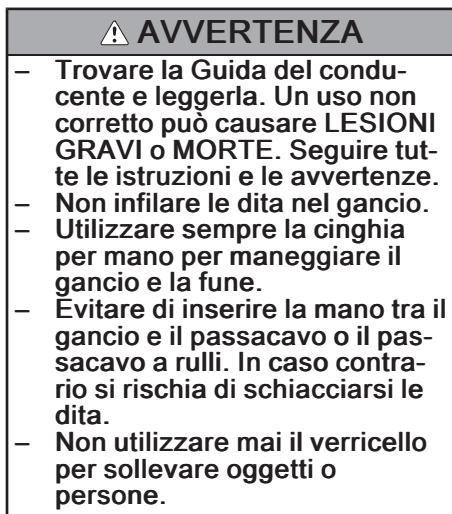 AVVERTENZA
– Trovare la Guida del condu-
cente e leggerla. Un uso non
corretto può causare LESIONI
GRAVI o MORTE. Seguire tut-
te le istruzioni e le avvertenze.
– Non infilare le dita nel gancio.
– Utilizzare sempre la cinghia
per mano per maneggiare il
gancio e la fune.
– Evitare di inserire la mano tra il
gancio e il passacavo o il pas-
sacavo a rulli. In caso contra-
rio si rischia di schiacciarsi le
dita.
– Non utilizzare mai il verricello
per sollevare oggetti o
persone.